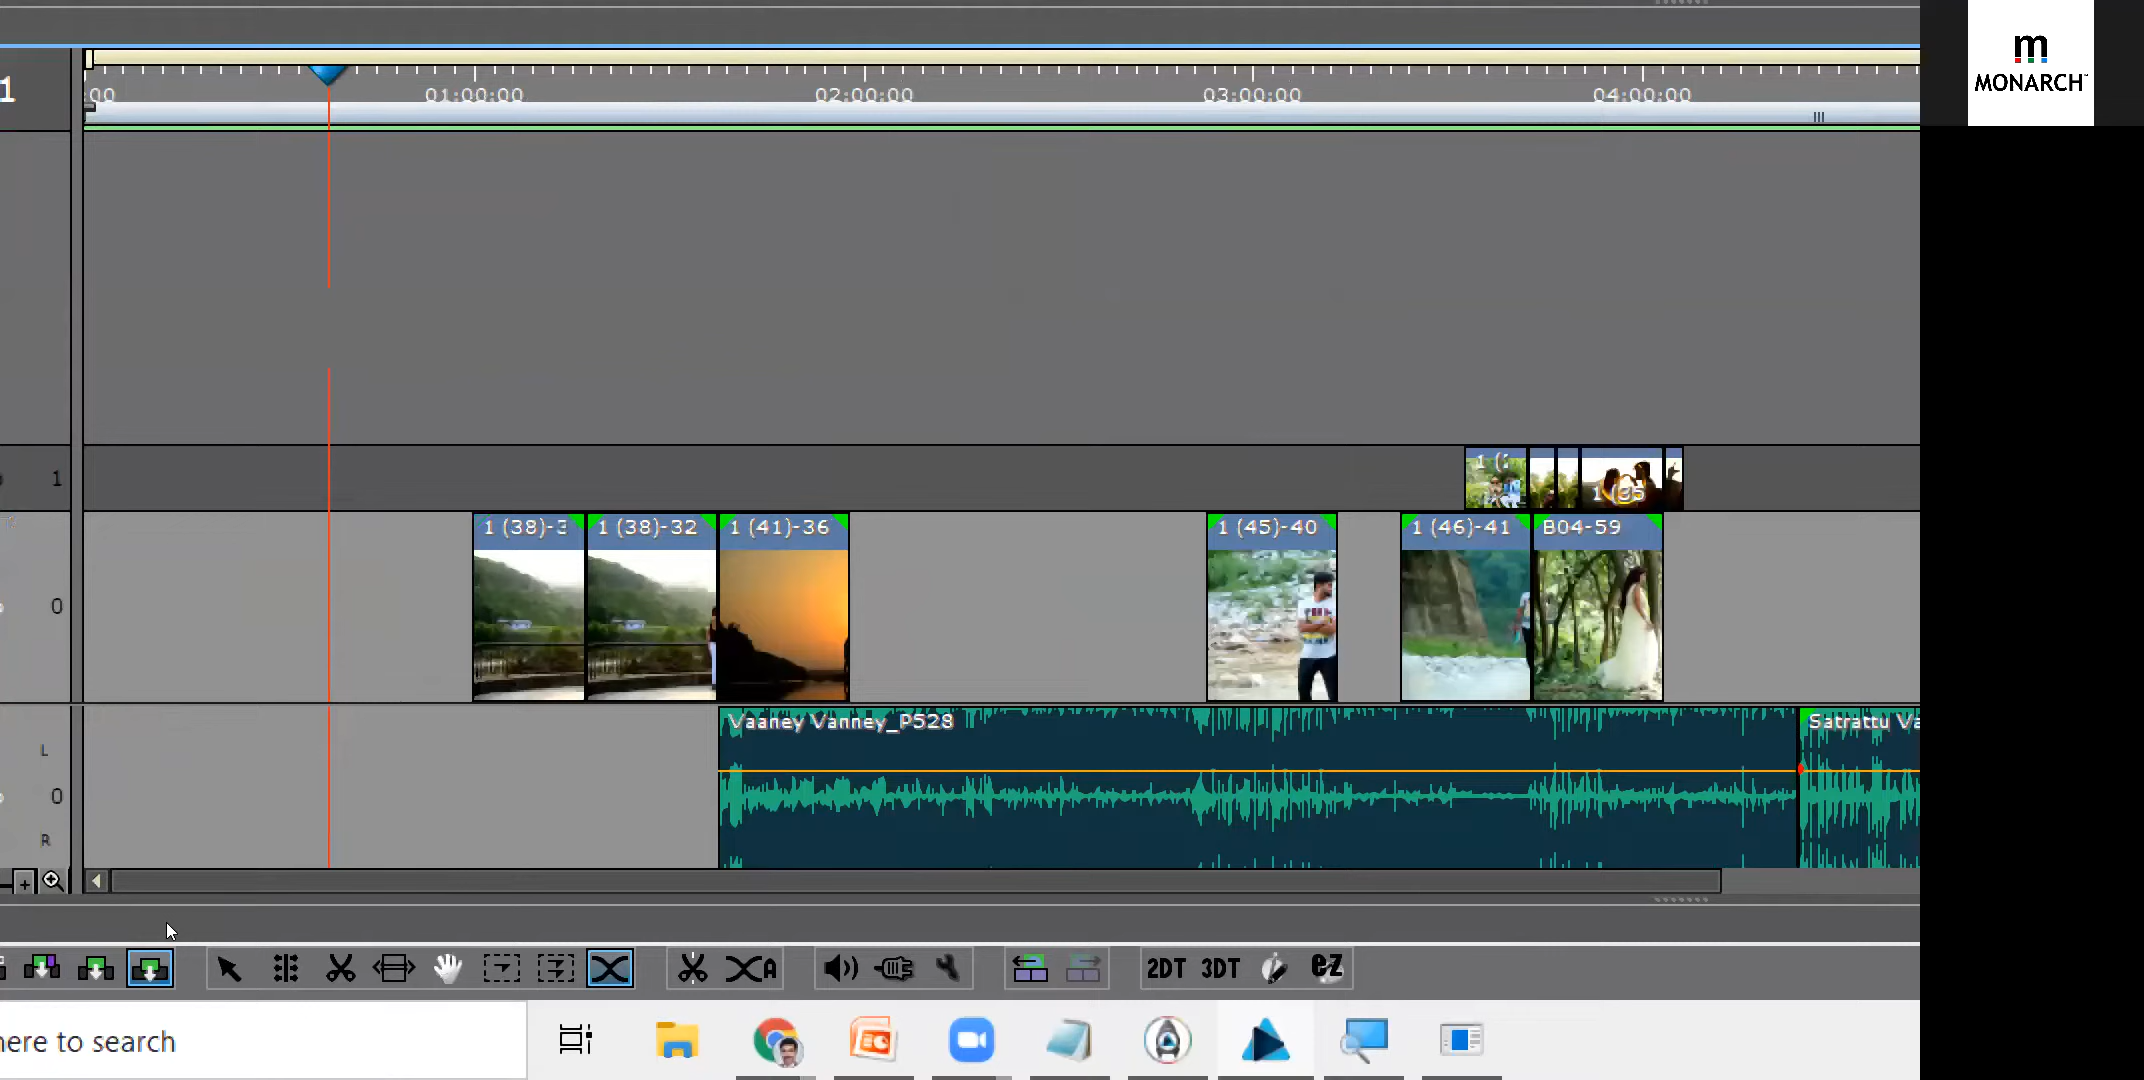 m
MONARCH
1
:00 01:00:00 02:00:00 03:00:00 04:00:00
1
1 (35
0
1 (38)-3 1 (38)-32 1 (41)-36 1 (45)-40 1 (46)-41 B04-59
Vaaney Vanney_P528 Satrattu Va
L
0
R
A 2DT 3DT eZ
here to search